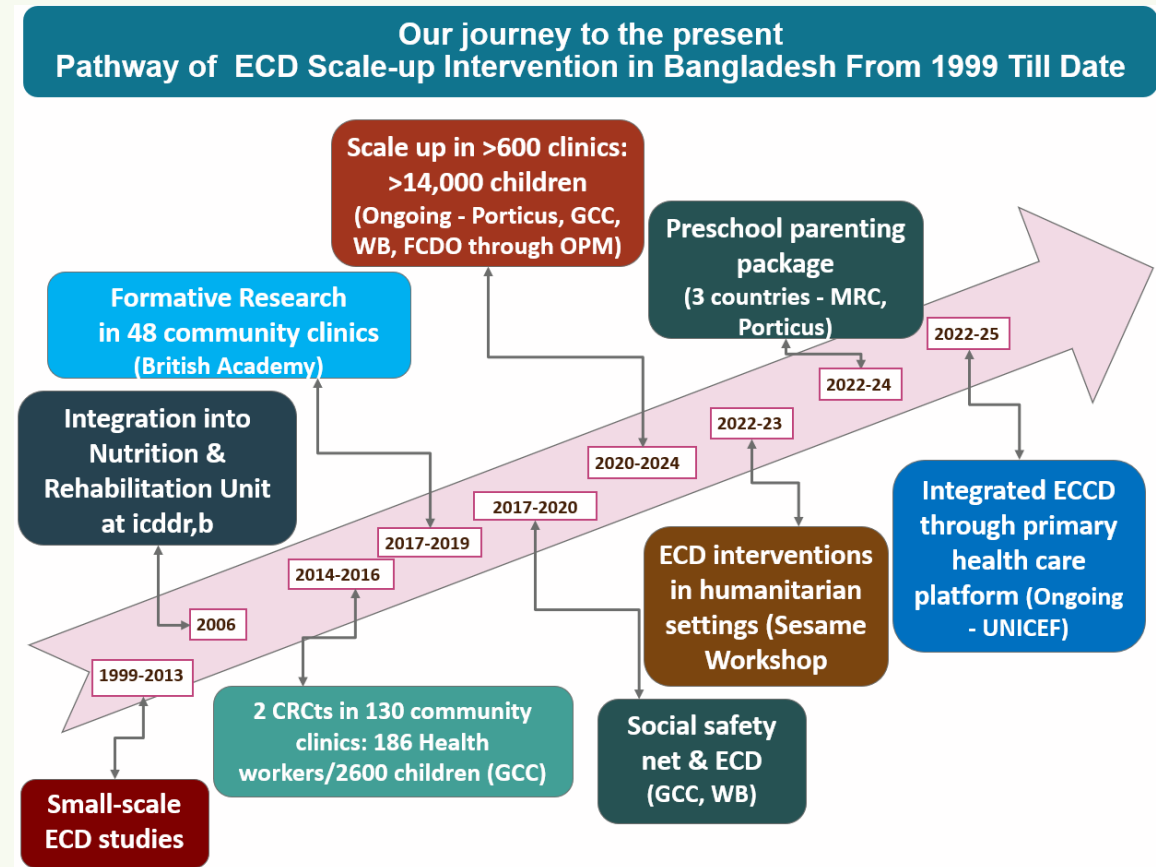 Our journey to the present
Pathway of ECD Scale-up Intervention in Bangladesh From 1999 Till Date
Scale up in >600 clinics:
>14,000 children
(Ongoing - Porticus, GCC,
WB, FCDO through OPM)
Preschool parenting
package
(3 countries - MRC,
Porticus)
Formative Research
in 48 community clinics
(British Academy)
Integration into
Nutrition &
Rehabilitation Unit
at icddr,b
2022-25
2022-24
2022-23
2020-2024
2017-2020
2017-2019
2014-2016
2006
1999-2013
Integrated ECCD
through primary
health care
platform (Ongoing
- UNICEF)
ECD interventions
in humanitarian
settings (Sesame
Workshop
Social safety
net & ECD
(GCC, WB)
2 CRCts in 130 community
clinics: 186 Health
workers/2600 children (GCC)
Small-scale
ECD studies